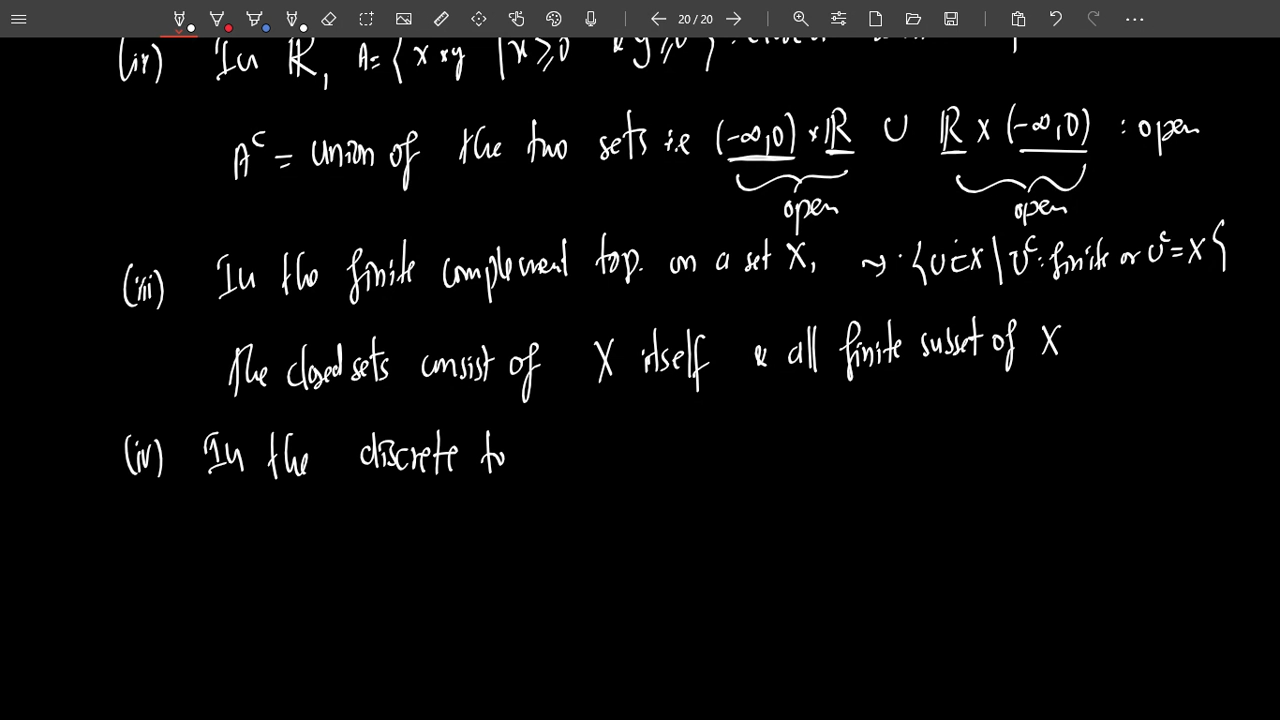 20 / 20
In ℝ, A = { x × y | x ⩾ 0 & y ⩾ 0 }
A^c = union of the two sets i.e (-∞,0) × ℝ ∪ ℝ × (-∞,0) : open
open open
(iii) In the finite complement top. on a set X, ⇝ {U ⊂ X | U^c: finite or U^c = X}
The closed sets consist of X itself & all finite subset of X
(iv) In the discrete to